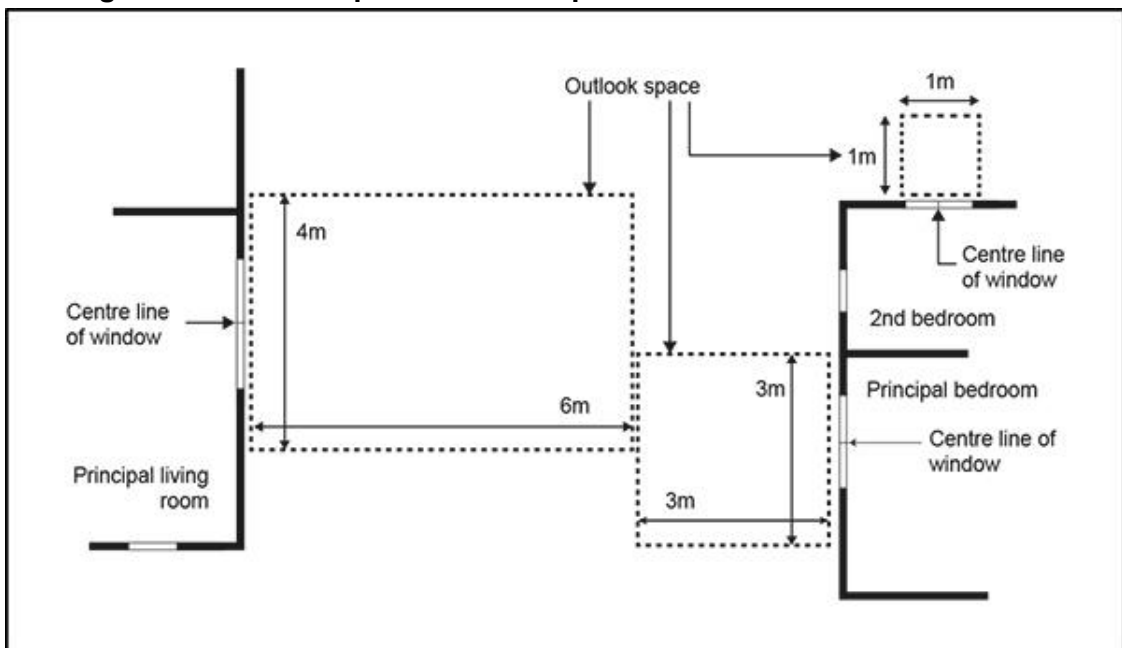 Outlook space
1m
1m
4m
Centre line
of window
Centre line
of window
2nd bedroom
Principal bedroom
3m
6m
Centre line of
window
Principal living
room
3m